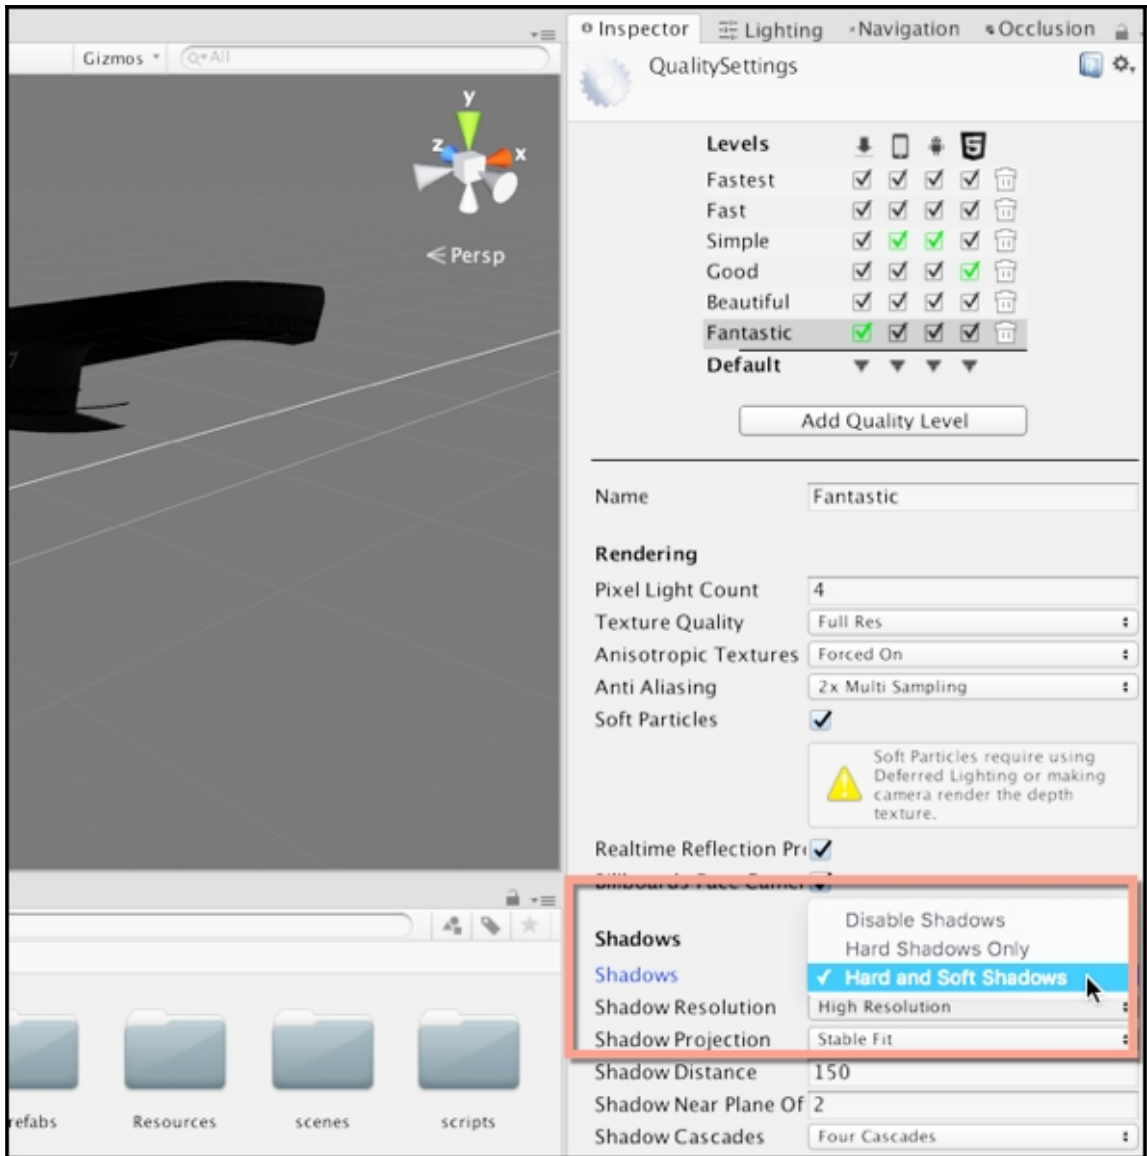 Inspector Lighting Navigation Occlusion
Gizmos All
QualitySettings
y
z x
Persp
Levels
Fastest
Fast
Simple
Good
Beautiful
Fantastic
Default
Add Quality Level
Name Fantastic
Rendering
Pixel Light Count 4
Texture Quality Full Res
Anisotropic Textures Forced On
Anti Aliasing 2x Multi Sampling
Soft Particles
Soft Particles require using
Deferred Lighting or making
camera render the depth
texture.
Realtime Reflection Pr
Billboards Face Camer
Disable Shadows
Shadows
Hard Shadows Only
Shadows Hard and Soft Shadows
Shadow Resolution High Resolution
Shadow Projection Stable Fit
Shadow Distance 150
Shadow Near Plane Of 2
Shadow Cascades Four Cascades
refabs Resources scenes scripts